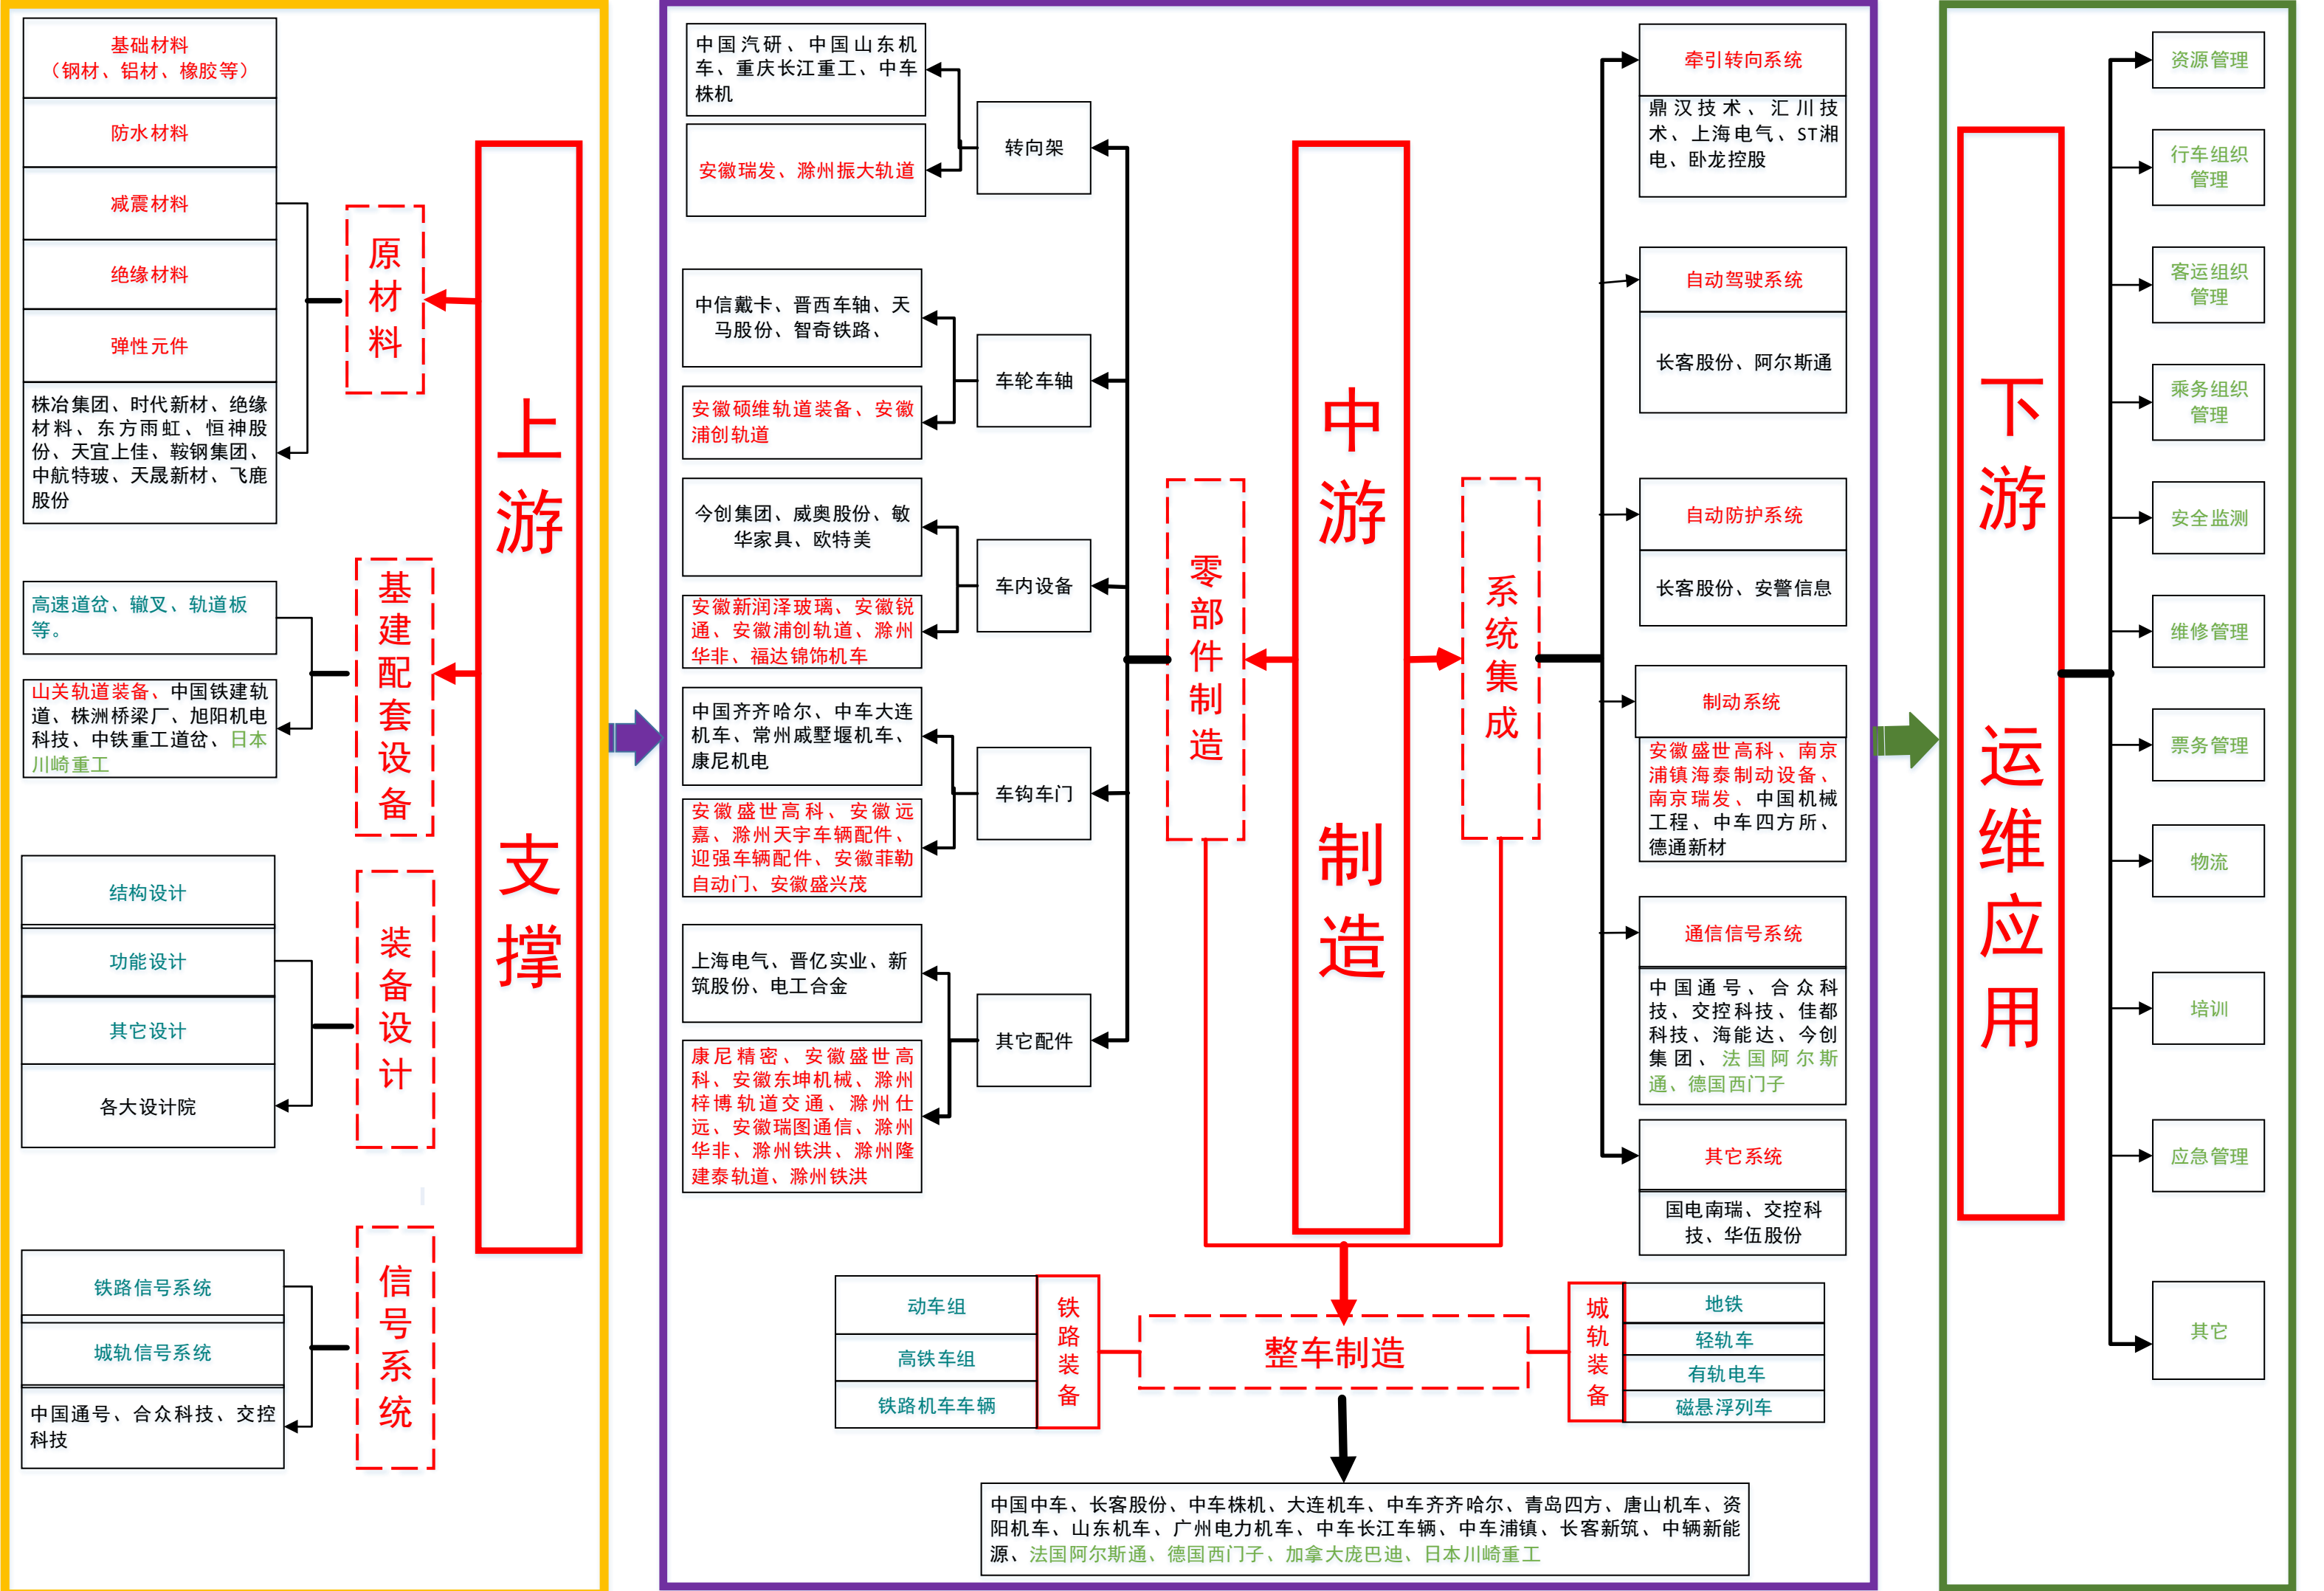 基础材料
（钢材、铝材、橡胶等）
防水材料
减震材料
绝缘材料
弹性元件
株冶集团、时代新材、绝缘
材料、东方雨虹、恒神股
份、天宜上佳、鞍钢集团、
中航特玻、天晟新材、飞鹿
股份
原材料
高速道岔、辙叉、轨道板
等。
山关轨道装备、中国铁建轨
道、株洲桥梁厂、旭阳机电
科技、中铁重工道岔、日本
川崎重工
基建配套设备
结构设计
功能设计
其它设计
各大设计院
装备设计
铁路信号系统
城轨信号系统
中国通号、合众科技、交控
科技
信号系统
上游 支撑
中国汽研、中国山东机
车、重庆长江重工、中车
株机
安徽瑞发、滁州振大轨道
转向架
中信戴卡、晋西车轴、天
马股份、智奇铁路、
安徽硕维轨道装备、安徽
浦创轨道
车轮车轴
今创集团、威奥股份、敏
华家具、欧特美
安徽新润泽玻璃、安徽锐
通、安徽浦创轨道、滁州
华非、福达锦饰机车
车内设备
中国齐齐哈尔、中车大连
机车、常州戚墅堰机车、
康尼机电
安徽盛世高科、安徽远
嘉、滁州天宇车辆配件、
迎强车辆配件、安徽菲勒
自动门、安徽盛兴茂
车钩车门
上海电气、晋亿实业、新
筑股份、电工合金
康尼精密、安徽盛世高
科、安徽东坤机械、滁州
梓博轨道交通、滁州仕
远、安徽瑞图通信、滁州
华非、滁州铁洪、滁州隆
建泰轨道、滁州铁洪
其它配件
零部件制造
中游 制造
系统集成
牵引转向系统
鼎汉技术、汇川技
术、上海电气、ST湘
电、卧龙控股
自动驾驶系统
长客股份、阿尔斯通
自动防护系统
长客股份、安警信息
制动系统
安徽盛世高科、南京
浦镇海泰制动设备、
南京瑞发、中国机械
工程、中车四方所、
德通新材
通信信号系统
中国通号、合众科
技、交控科技、佳都
科技、海能达、今创
集团、法国阿尔斯
通、德国西门子
其它系统
国电南瑞、交控科
技、华伍股份
动车组
高铁车组
铁路机车车辆
铁路装备
整车制造
城轨装备
地铁
轻轨车
有轨电车
磁悬浮列车
中国中车、长客股份、中车株机、大连机车、中车齐齐哈尔、青岛四方、唐山机车、资
阳机车、山东机车、广州电力机车、中车长江车辆、中车浦镇、长客新筑、中辆新能
源、法国阿尔斯通、德国西门子、加拿大庞巴迪、日本川崎重工
下游 运维应用
资源管理
行车组织
管理
客运组织
管理
乘务组织
管理
安全监测
维修管理
票务管理
物流
培训
应急管理
其它